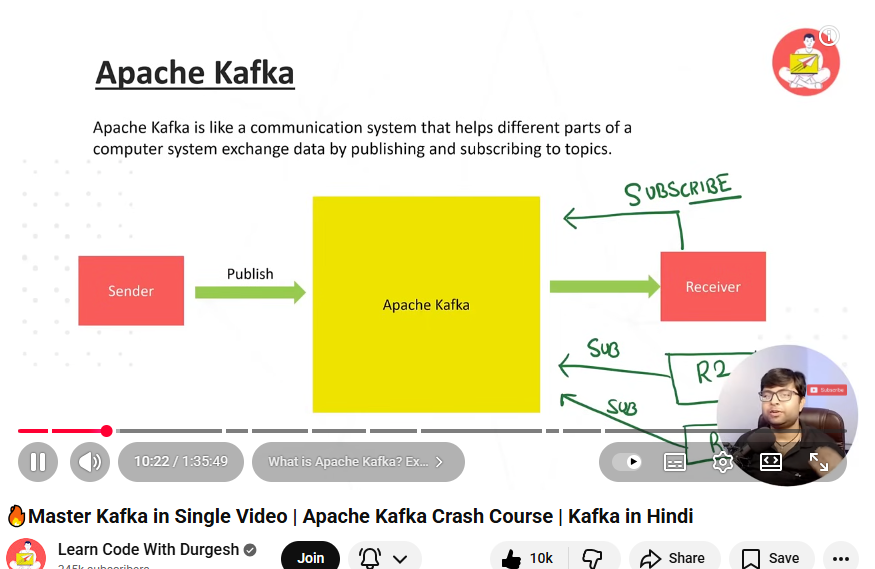 Apache Kafka
Apache Kafka is like a communication system that helps different parts of a
computer system exchange data by publishing and subscribing to topics.
SUBSCRIBE
Sender
Publish
Apache Kafka
Receiver
SUB
R2
SUB
Subscribe
10:22 / 1:35:49
What is Apache Kafka? Ex...
🔥Master Kafka in Single Video | Apache Kafka Crash Course | Kafka in Hindi
Learn Code With Durgesh
Join
10k
Share
Save